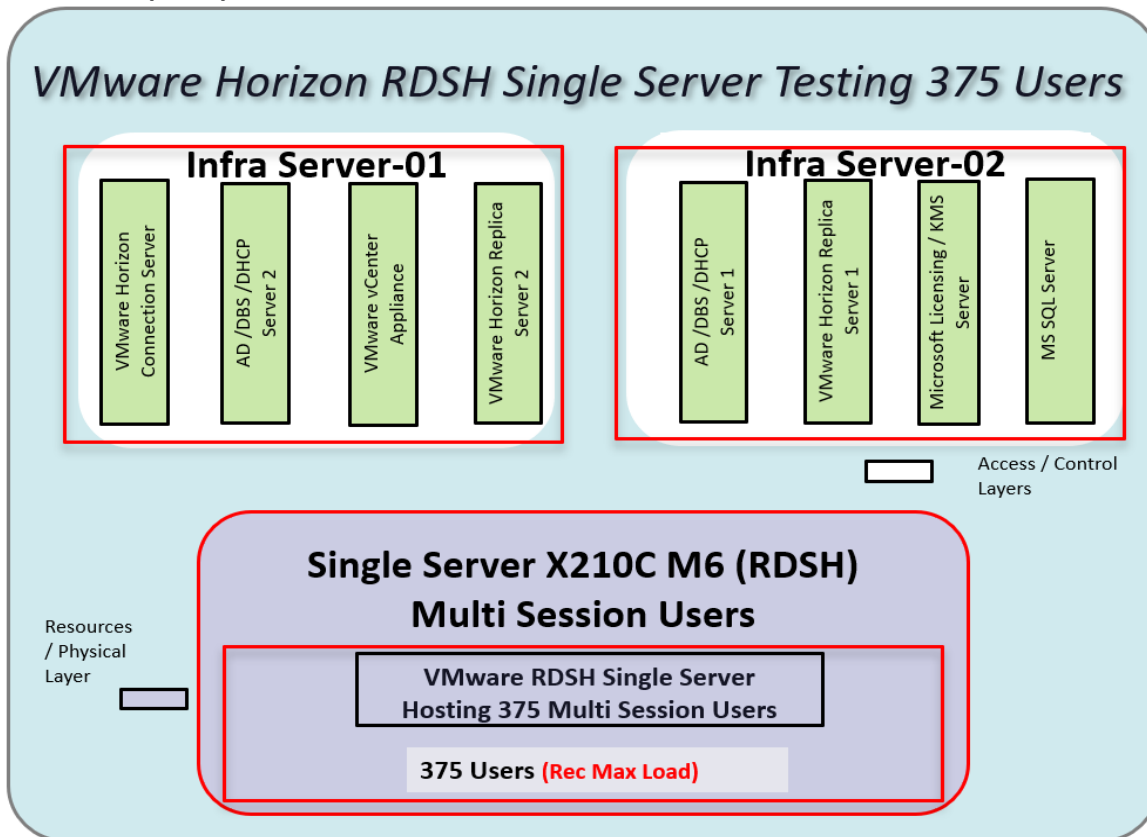 VMware Horizon RDSH Single Server Testing 375 Users
Infra Server-01
VMware Horizon
Connection Server
AD /DBS /DHCP
Server 2
VMware vCenter
Appliance
VMware Horizon Replica
Server 2
Infra Server-02
AD /DBS /DHCP
Server 1
VMware Horizon Replica
Server 1
Microsoft Licensing / KMS
Server
MS SQL Server
Access / Control
Layers
Single Server X210C M6 (RDSH)
Multi Session Users
Resources
/ Physical
Layer
VMware RDSH Single Server
Hosting 375 Multi Session Users
375 Users (Rec Max Load)